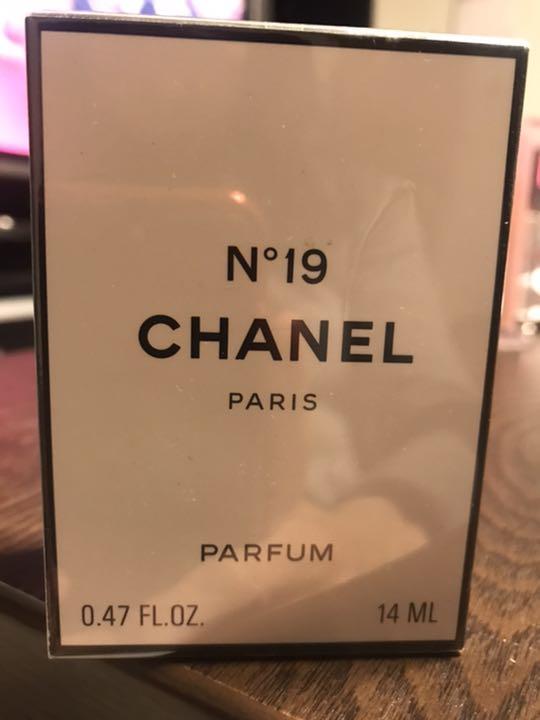 N°19
CHANEL
PARIS
PARFUM
0.47 FL.OZ. 14 ML